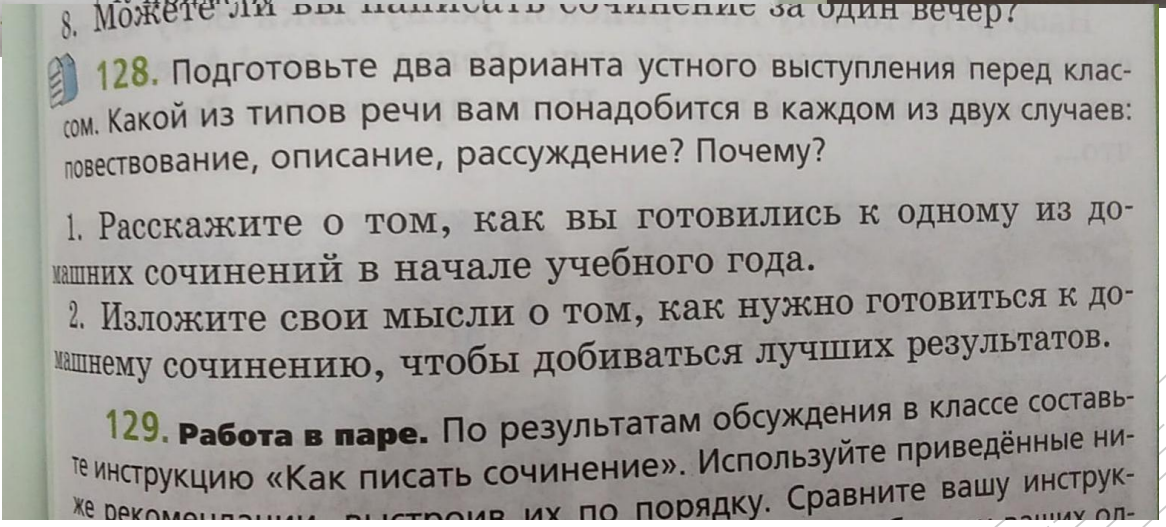 8. Можете ли вы написать сочинение за один вечер?
128. Подготовьте два варианта устного выступления перед клас-
сом. Какой из типов речи вам понадобится в каждом из двух случаев:
повествование, описание, рассуждение? Почему?
1. Расскажите о том, как вы готовились к одному из до-
машних сочинений в начале учебного года.
2. Изложите свои мысли о том, как нужно готовиться к до-
машнему сочинению, чтобы добиваться лучших результатов.
129. Работа в паре. По результатам обсуждения в классе составь-
те инструкцию «Как писать сочинение». Используйте приведённые ни-
же рекомендации, выстроив их по порядку. Сравните вашу инструк-